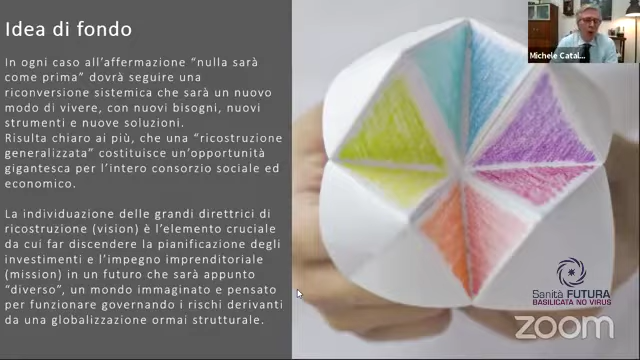 Idea di fondo
In ogni caso all’affermazione “nulla sarà
come prima” dovrà seguire una
riconversione sistemica che sarà un nuovo
modo di vivere, con nuovi bisogni, nuovi
strumenti e nuove soluzioni.
Risulta chiaro ai più, che una “ricostruzione
generalizzata” costituisce un’opportunità
gigantesca per l’intero consorzio sociale ed
economico.
La individuazione delle grandi direttrici di
ricostruzione (vision) è l’elemento cruciale
da cui far discendere la pianificazione degli
investimenti e l’impegno imprenditoriale
(mission) in un futuro che sarà appunto
“diverso”, un mondo immaginato e pensato
per funzionare governando i rischi derivanti
da una globalizzazione ormai strutturale.
Michele Catal...
Sanità FUTURA
BASILICATA NO VIRUS
zoom